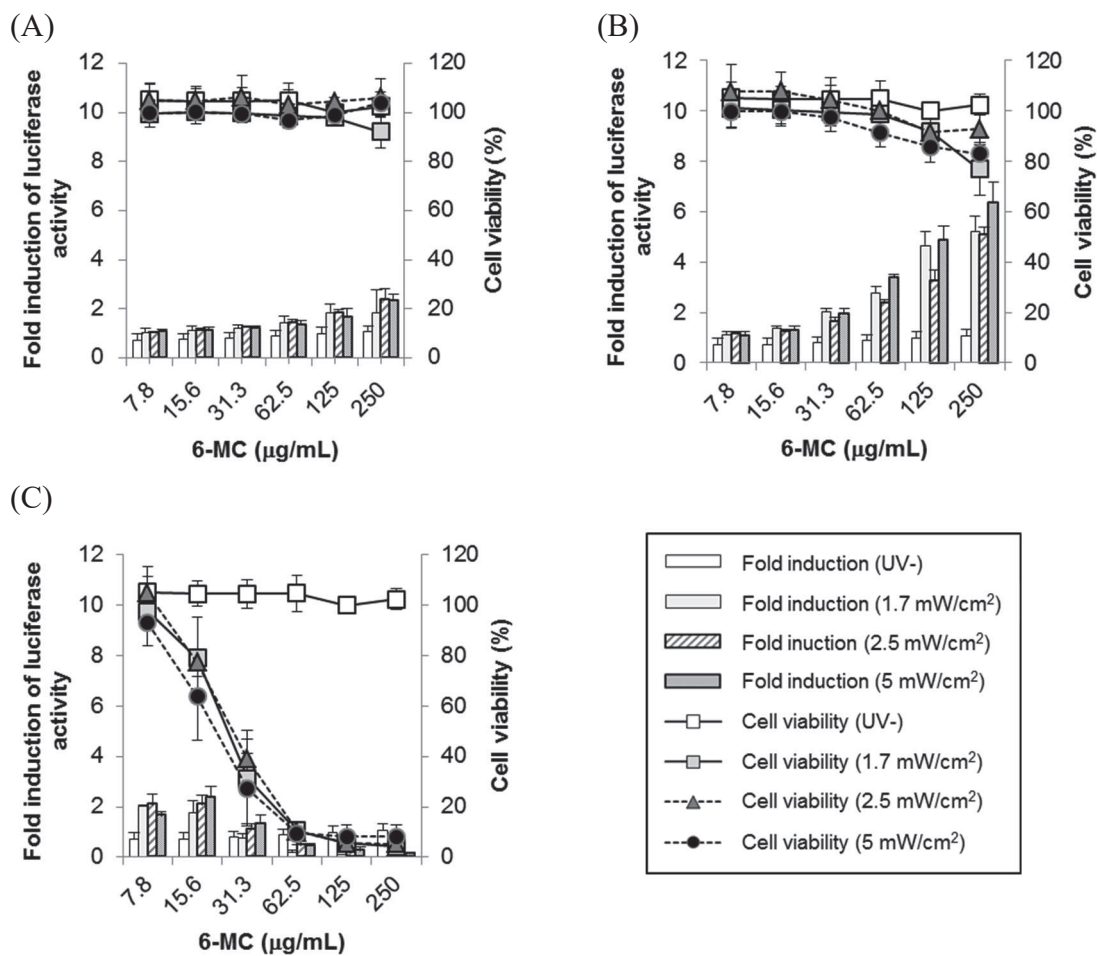 (A)
Fold induction of luciferase
activity
12
10
8
6
4
2
0
120
100
80
60
40
20
0
Cell viability (%)
7.8
15.6
31.3
62.5
125
250
6-MC (μg/mL)
(B)
Fold induction of luciferase
activity
12
10
8
6
4
2
0
120
100
80
60
40
20
0
Cell viability (%)
7.8
15.6
31.3
62.5
125
250
6-MC (μg/mL)
(C)
Fold induction of luciferase
activity
12
10
8
6
4
2
0
120
100
80
60
40
20
0
Cell viability (%)
7.8
15.6
31.3
62.5
125
250
6-MC (μg/mL)
Fold induction (UV-)
Fold induction (1.7 mW/cm²)
Fold inuction (2.5 mW/cm²)
Fold induction (5 mW/cm²)
Cell viability (UV-)
Cell viability (1.7 mW/cm²)
Cell viability (2.5 mW/cm²)
Cell viability (5 mW/cm²)